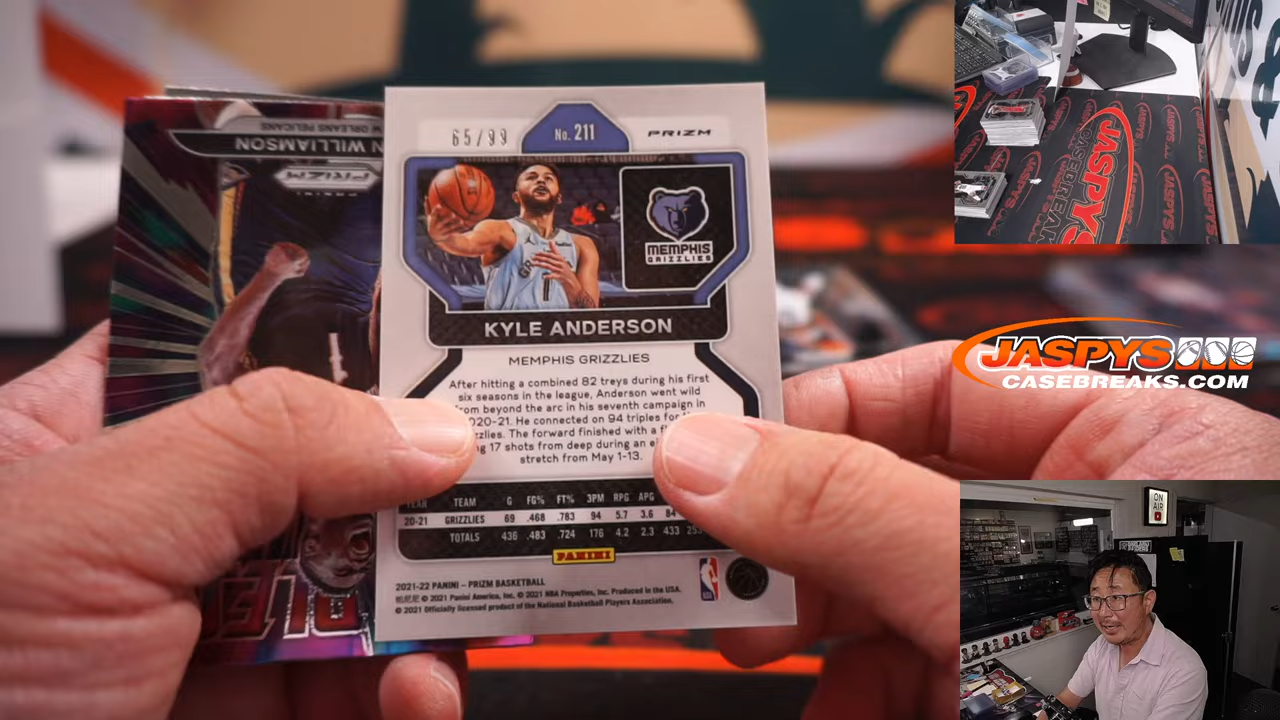 65/99
No. 211
PRIZM
MEMPHIS
GRIZZLIES
KYLE ANDERSON
MEMPHIS GRIZZLIES
After hitting a combined 82 treys during his first
six seasons in the league, Anderson went wild
from beyond the arc in his seventh campaign in
2020-21. He connected on 94 triples for
The forward finished with a
17 shots from deep during an
stretch from May 1-13.
YEAR TEAM G FG% FT% 3PM RPG APG
20-21 GRIZZLIES 69 .468 .783 94 5.7 3.6
TOTALS 436 .483 .724 176 4.2 2.3 433
PANINI
2021-22 PANINI – PRIZM BASKETBALL
© 2021 Panini America, Inc. © 2021 NBA Properties, Inc. Produced in the USA.
© 2021 Officially licensed product of the National Basketball Players Association.
NEW ORLEANS PELICANS
WILLIAMSON
PRIZM
JASPYS
CASEBREAKS.COM
JASPYS
ON
AIR